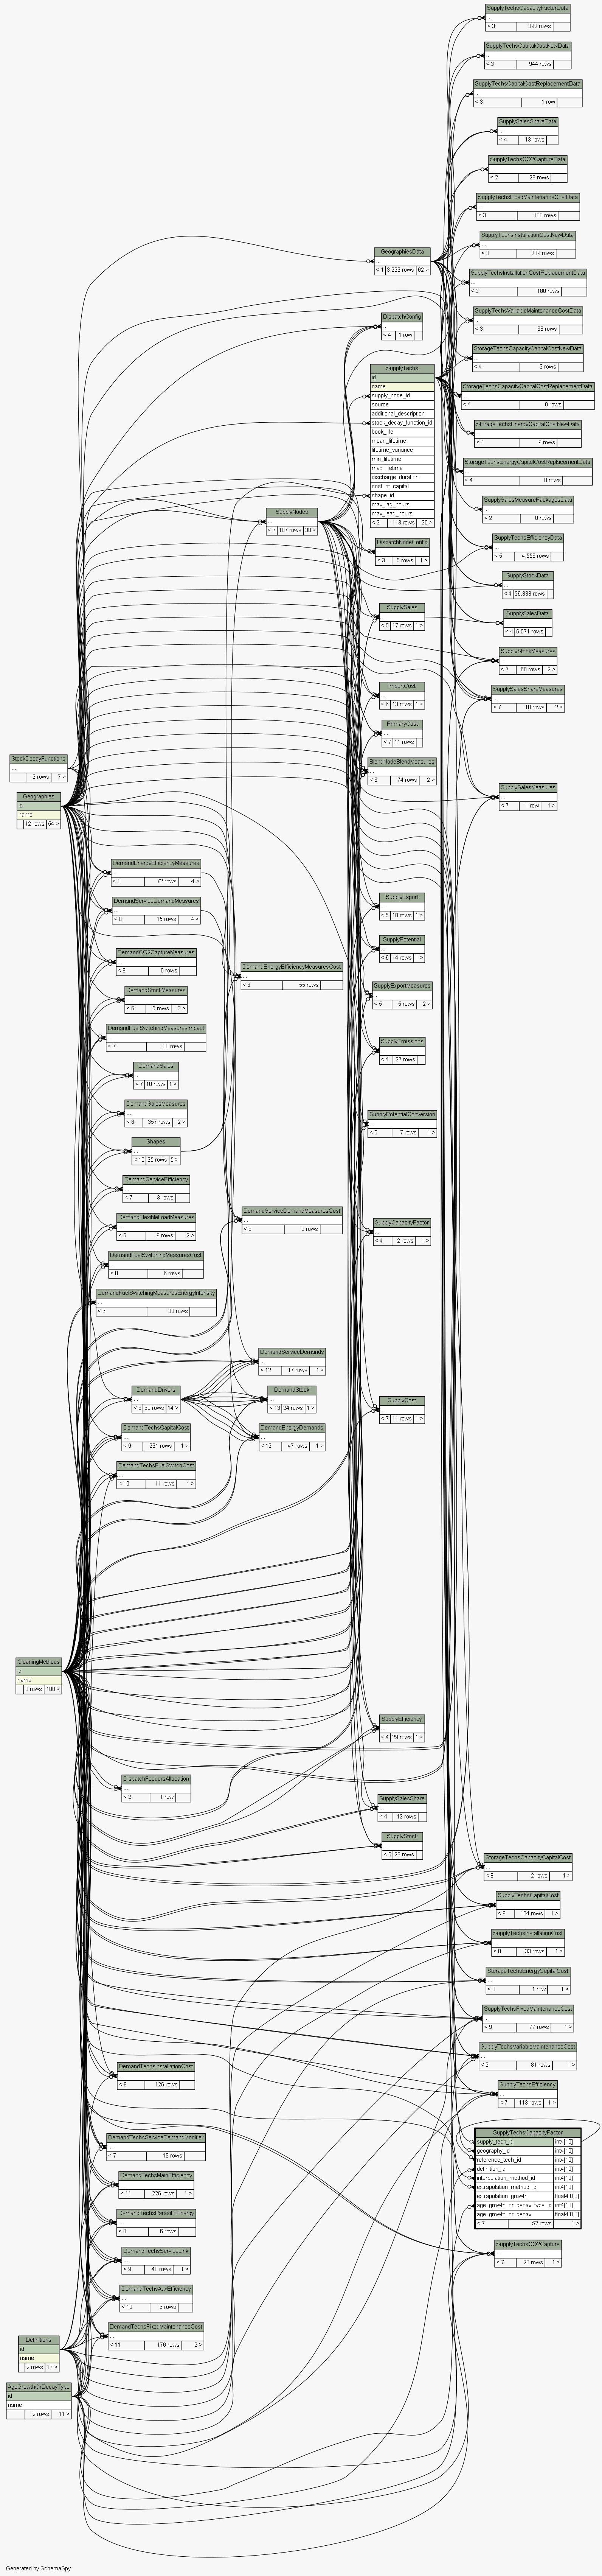 SupplyTechsCapacityFactorData
...
< 3 392 rows
SupplyTechsCapitalCostNewData
...
< 3 944 rows
SupplyTechsCapitalCostReplacementData
...
< 3 1 row
SupplySalesShareData
...
< 4 13 rows
SupplyTechsCO2CaptureData
...
< 2 28 rows
SupplyTechsFixedMaintenanceCostData
...
< 3 180 rows
SupplyTechsInstallationCostNewData
...
< 3 209 rows
SupplyTechsInstallationCostReplacementData
...
< 3 180 rows
SupplyTechsVariableMaintenanceCostData
...
< 3 88 rows
StorageTechsCapacityCapitalCostNewData
...
< 4 2 rows
StorageTechsCapacityCapitalCostReplacementData
...
< 4 0 rows
StorageTechsEnergyCapitalCostNewData
...
< 4 9 rows
StorageTechsEnergyCapitalCostReplacementData
...
< 4 0 rows
SupplySalesMeasurePackagesData
...
< 2 0 rows
SupplyTechsEfficiencyData
...
< 5 4,556 rows
SupplyStockData
...
< 4 26,338 rows
SupplySalesData
...
< 4 8,571 rows
SupplyStockMeasures
...
< 7 60 rows 2 >
SupplySalesShareMeasures
...
< 7 18 rows 2 >
SupplySalesMeasures
...
< 7 1 row 1 >
GeographiesData
...
< 1 3,293 rows 62 >
DispatchConfig
...
< 4 1 row
SupplyTechs
id
name
supply_node_id
source
additional_description
stock_decay_function_id
book_life
mean_lifetime
lifetime_variance
min_lifetime
max_lifetime
discharge_duration
cost_of_capital
shape_id
max_lag_hours
max_lead_hours
< 3 113 rows 30 >
SupplyNodes
...
< 7 107 rows 38 >
DispatchNodeConfig
...
< 3 5 rows 1 >
SupplySales
...
< 5 17 rows 1 >
ImportCost
...
< 6 13 rows 1 >
PrimaryCost
...
< 7 11 rows
BlendNodeBlendMeasures
...
< 6 74 rows 2 >
SupplyExport
...
< 5 10 rows 1 >
SupplyPotential
...
< 6 14 rows 1 >
SupplyExportMeasures
...
< 5 5 rows 2 >
SupplyEmissions
...
< 4 27 rows
SupplyPotentialConversion
...
< 5 7 rows 1 >
SupplyCapacityFactor
...
< 4 2 rows 1 >
SupplyCost
...
< 7 11 rows 1 >
SupplyEfficiency
...
< 4 29 rows 1 >
SupplySalesShare
...
< 4 13 rows
SupplyStock
...
< 5 23 rows
StockDecayFunctions
...
3 rows 7 >
Geographies
id
name
12 rows 64 >
DemandEnergyEfficiencyMeasures
...
< 8 72 rows 4 >
DemandServiceDemandMeasures
...
< 8 15 rows 4 >
DemandCO2CaptureMeasures
...
< 8 0 rows
DemandEnergyEfficiencyMeasuresCost
...
< 8 55 rows
DemandStockMeasures
...
< 6 5 rows 2 >
DemandFuelSwitchingMeasuresImpact
...
< 7 30 rows
DemandSales
...
< 7 10 rows 1 >
DemandSalesMeasures
...
< 8 357 rows 2 >
Shapes
...
< 10 35 rows 5 >
DemandServiceEfficiency
...
< 7 3 rows
DemandFlexibleLoadMeasures
...
< 5 9 rows 2 >
DemandServiceDemandMeasuresCost
...
< 8 0 rows
DemandFuelSwitchingMeasuresCost
...
< 8 6 rows
DemandFuelSwitchingMeasuresEnergyIntensity
...
< 6 30 rows
DemandServiceDemands
...
< 12 17 rows 1 >
DemandDrivers
...
< 6 60 rows 14 >
DemandStock
...
< 13 24 rows 1 >
DemandTechsCapitalCost
...
< 9 231 rows 1 >
DemandEnergyDemands
...
< 12 47 rows 1 >
DemandTechsFuelSwitchCost
...
< 10 11 rows 1 >
CleaningMethods
id
name
8 rows 108 >
DispatchFeedersAllocation
...
< 2 1 row
StorageTechsCapacityCapitalCost
...
< 8 2 rows 1 >
SupplyTechsCapitalCost
...
< 9 104 rows 1 >
SupplyTechsInstallationCost
...
< 8 33 rows 1 >
StorageTechsEnergyCapitalCost
...
< 8 1 row 1 >
SupplyTechsFixedMaintenanceCost
...
< 9 77 rows 1 >
SupplyTechsVariableMaintenanceCost
...
< 9 81 rows 1 >
SupplyTechsEfficiency
...
< 7 113 rows 1 >
DemandTechsInstallationCost
...
< 9 126 rows
DemandTechsServiceDemandModifier
...
< 7 19 rows
DemandTechsMainEfficiency
...
< 11 226 rows 1 >
DemandTechsParasiticEnergy
...
< 8 6 rows
DemandTechsServiceLink
...
< 9 40 rows 1 >
DemandTechsAuxEfficiency
...
< 10 6 rows
DemandTechsFixedMaintenanceCost
...
< 11 176 rows 2 >
SupplyTechsCapacityFactor
supply_tech_id int4[10]
geography_id int4[10]
reference_tech_id int4[10]
definition_id int4[10]
interpolation_method_id int4[10]
extrapolation_method_id int4[10]
extrapolation_growth float4[8,8]
age_growth_or_decay_type_id int4[10]
age_growth_or_decay float4[8,8]
< 7 52 rows 1 >
SupplyTechsCO2Capture
...
< 7 28 rows 1 >
Definitions
id
name
2 rows 17 >
AgeGrowthOrDecayType
id
name
2 rows 11 >
Generated by SchemaSpy